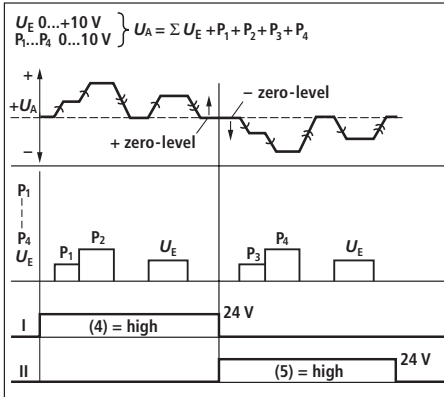 U_E 0...+10 V
P_1...P_4 0...10 V
U_A = Σ U_E + P_1 + P_2 + P_3 + P_4
+
+U_A
–
– zero-level
+ zero-level
P_1
P_4
U_E
P_1
P_2
U_E
P_3
P_4
U_E
I
(4) = high
24 V
II
(5) = high
24 V